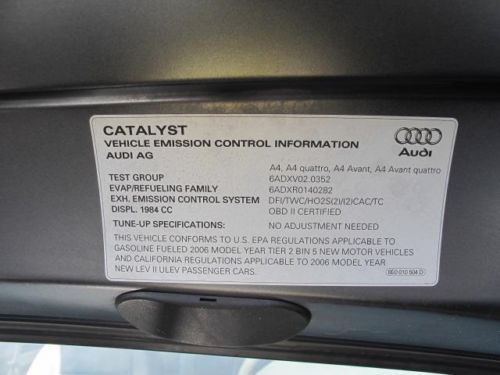 CATALYST
VEHICLE EMISSION CONTROL INFORMATION
AUDI AG
Audi
A4, A4 quattro, A4 Avant, A4 Avant quattro
TEST GROUP 6ADXV02.0352
EVAP/REFUELING FAMILY 6ADXR0140282
EXH. EMISSION CONTROL SYSTEM DFI/TWC/HO2S(2)/(2)CAC/TC
DISPL. 1984 CC OBD II CERTIFIED
TUNE-UP SPECIFICATIONS: NO ADJUSTMENT NEEDED
THIS VEHICLE CONFORMS TO U.S. EPA REGULATIONS APPLICABLE TO
GASOLINE FUELED 2006 MODEL YEAR TIER 2 BIN 5 NEW MOTOR VEHICLES
AND CALIFORNIA REGULATIONS APPLICABLE TO 2006 MODEL YEAR
NEW LEV II ULEV PASSENGER CARS.
8E0 010 504 D